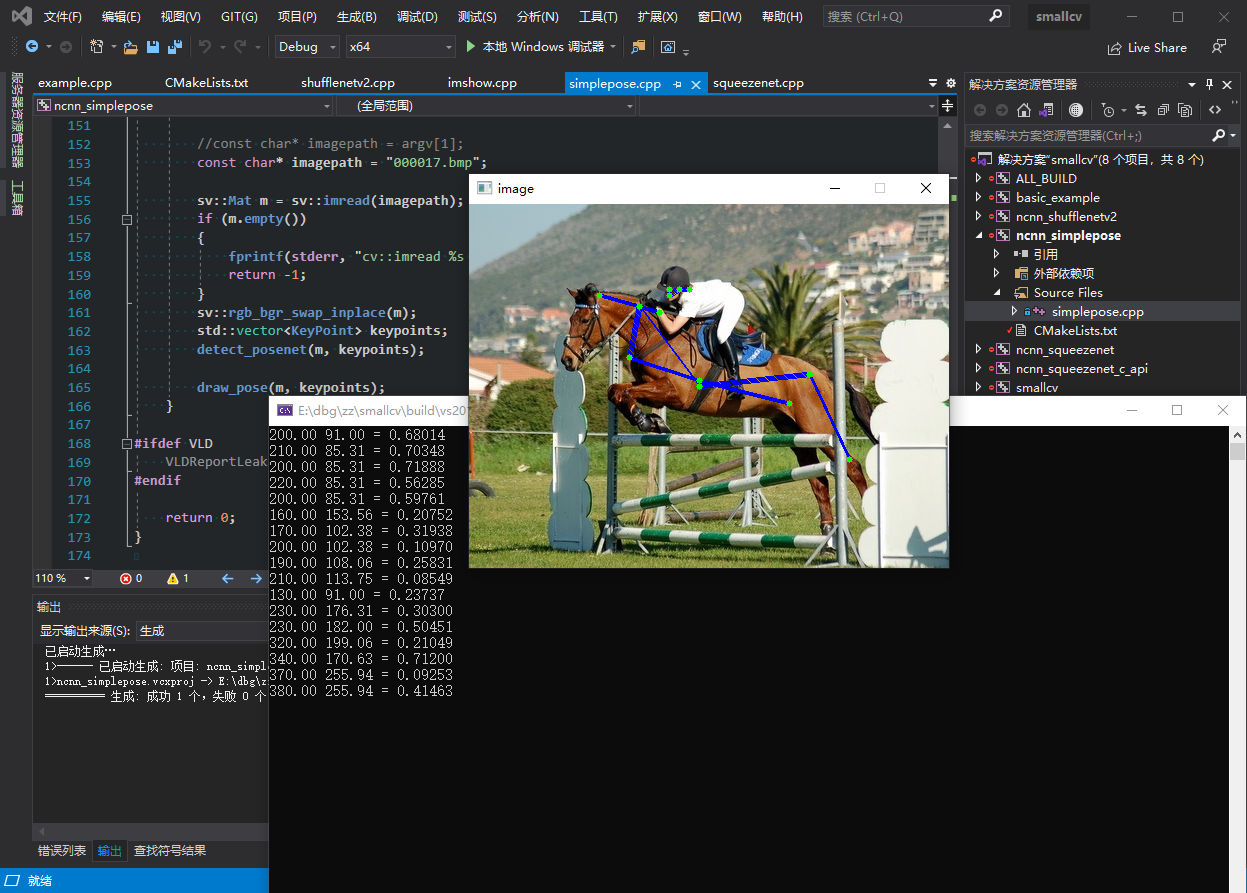 文件(F) 编辑(E) 视图(V) GIT(G) 项目(P) 生成(B) 调试(D) 测试(S) 分析(N) 工具(T) 扩展(X) 窗口(W) 帮助(H) 搜索 (Ctrl+Q) smallcv
Debug x64 本地 Windows 调试器 Live Share
服务器资源管理器
工具箱
example.cpp CMakeLists.txt shufflenetv2.cpp imshow.cpp simplepose.cpp squeezenet.cpp
ncnn_simplepose (全局范围)
151
152 //const char* imagepath = argv[1];
153 const char* imagepath = "000017.bmp";
154
155 sv::Mat m = sv::imread(imagepath);
156 if (m.empty())
157 {
158 fprintf(stderr, "cv::imread %s
159 return -1;
160 }
161 sv::rgb_bgr_swap_inplace(m);
162 std::vector<KeyPoint> keypoints;
163 detect_posenet(m, keypoints);
164
165 draw_pose(m, keypoints);
166 }
167
168 #ifdef VLD
169 VLDReportLeak
170 #endif
171
172 return 0;
173 }
174
110 % 0 1
输出
显示输出来源(S): 生成
已启动生成…
1>—— 已启动生成: 项目: ncnn_simpl
1>ncnn_simplepose.vcxproj -> E:\dbg\z
========== 生成: 成功 1 个，失败 0 个
错误列表 输出 查找符号结果
就绪
image
E:\dbg\zz\smallcv\build\vs20
200.00 91.00 = 0.68014
210.00 85.31 = 0.70348
200.00 85.31 = 0.71888
220.00 85.31 = 0.56285
200.00 85.31 = 0.59761
160.00 153.56 = 0.20752
170.00 102.38 = 0.31938
200.00 102.38 = 0.10970
190.00 108.06 = 0.25831
210.00 113.75 = 0.08549
130.00 91.00 = 0.23737
230.00 176.31 = 0.30300
230.00 182.00 = 0.50451
320.00 199.06 = 0.21049
340.00 170.63 = 0.71200
370.00 255.94 = 0.09253
380.00 255.94 = 0.41463
解决方案资源管理器
搜索解决方案资源管理器(Ctrl+;)
解决方案"smallcv"(8 个项目，共 8 个)
ALL_BUILD
basic_example
ncnn_shufflenetv2
ncnn_simplepose
引用
外部依赖项
Source Files
simplepose.cpp
CMakeLists.txt
ncnn_squeezenet
ncnn_squeezenet_c_api
smallcv